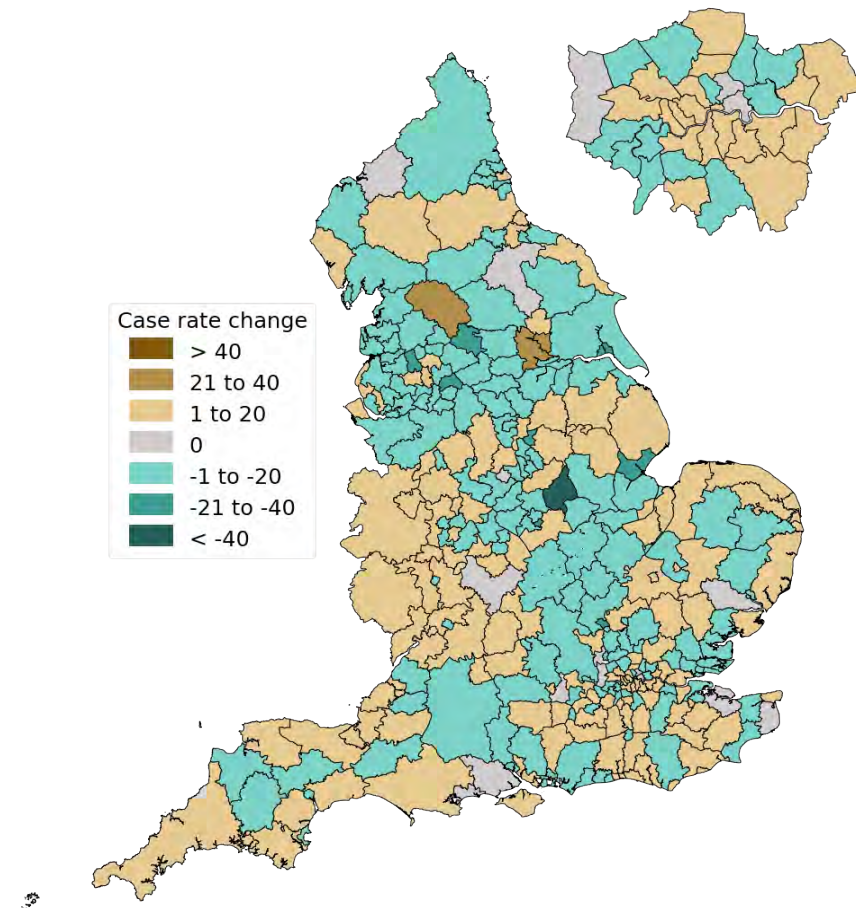 Case rate change
> 40
21 to 40
1 to 20
0
-1 to -20
-21 to -40
< -40